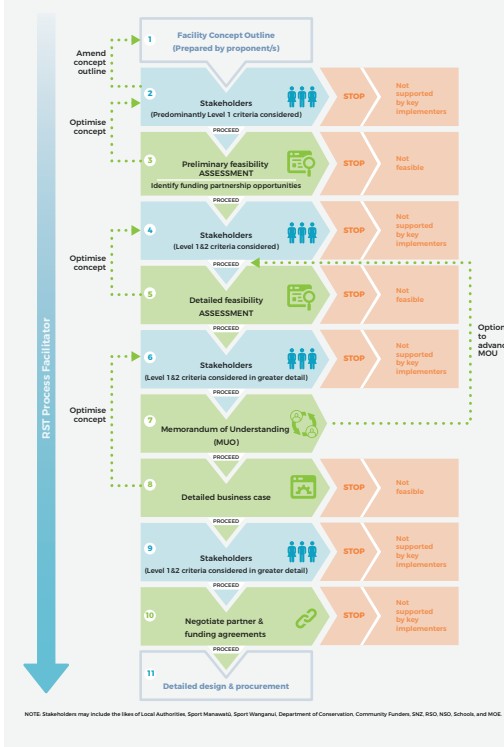 1
Facility Concept Outline
(Prepared by proponent/s)
Amend
concept
outline
2
Stakeholders
(Predominantly Level 1 criteria considered)
STOP
Not
supported
by key
implementers
PROCEED
Optimise
concept
3
Preliminary feasibility
ASSESSMENT
Identify funding partnership opportunities
STOP
Not
feasible
PROCEED
4
Stakeholders
(Level 1&2 criteria considered)
STOP
Not
supported
by key
implementers
PROCEED
Optimise
concept
5
Detailed feasibility
ASSESSMENT
STOP
Not
feasible
PROCEED
Option
to
advance
MOU
6
Stakeholders
(Level 1&2 criteria considered in greater detail)
STOP
Not
supported
by key
implementers
PROCEED
Optimise
concept
7
Memorandum of Understanding
(MUO)
PROCEED
8
Detailed business case
STOP
Not
feasible
PROCEED
9
Stakeholders
(Level 1&2 criteria considered in greater detail)
STOP
Not
supported
by key
implementers
PROCEED
10
Negotiate partner &
funding agreements
STOP
Not
supported
by key
implementers
PROCEED
11
Detailed design & procurement
RST Process Facilitator
NOTE: Stakeholders may include the likes of Local Authorities, Sport Manawatū, Sport Wanganui, Department of Conservation, Community Funders, SNZ, RSO, NSO, Schools, and MOE.